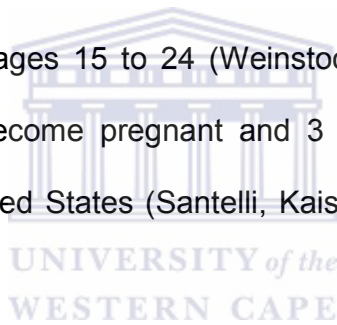 ages 15 to 24 (Weinstoc
ecome pregnant and 3
ed States (Santelli, Kais
UNIVERSITY of the
WESTERN CAPE